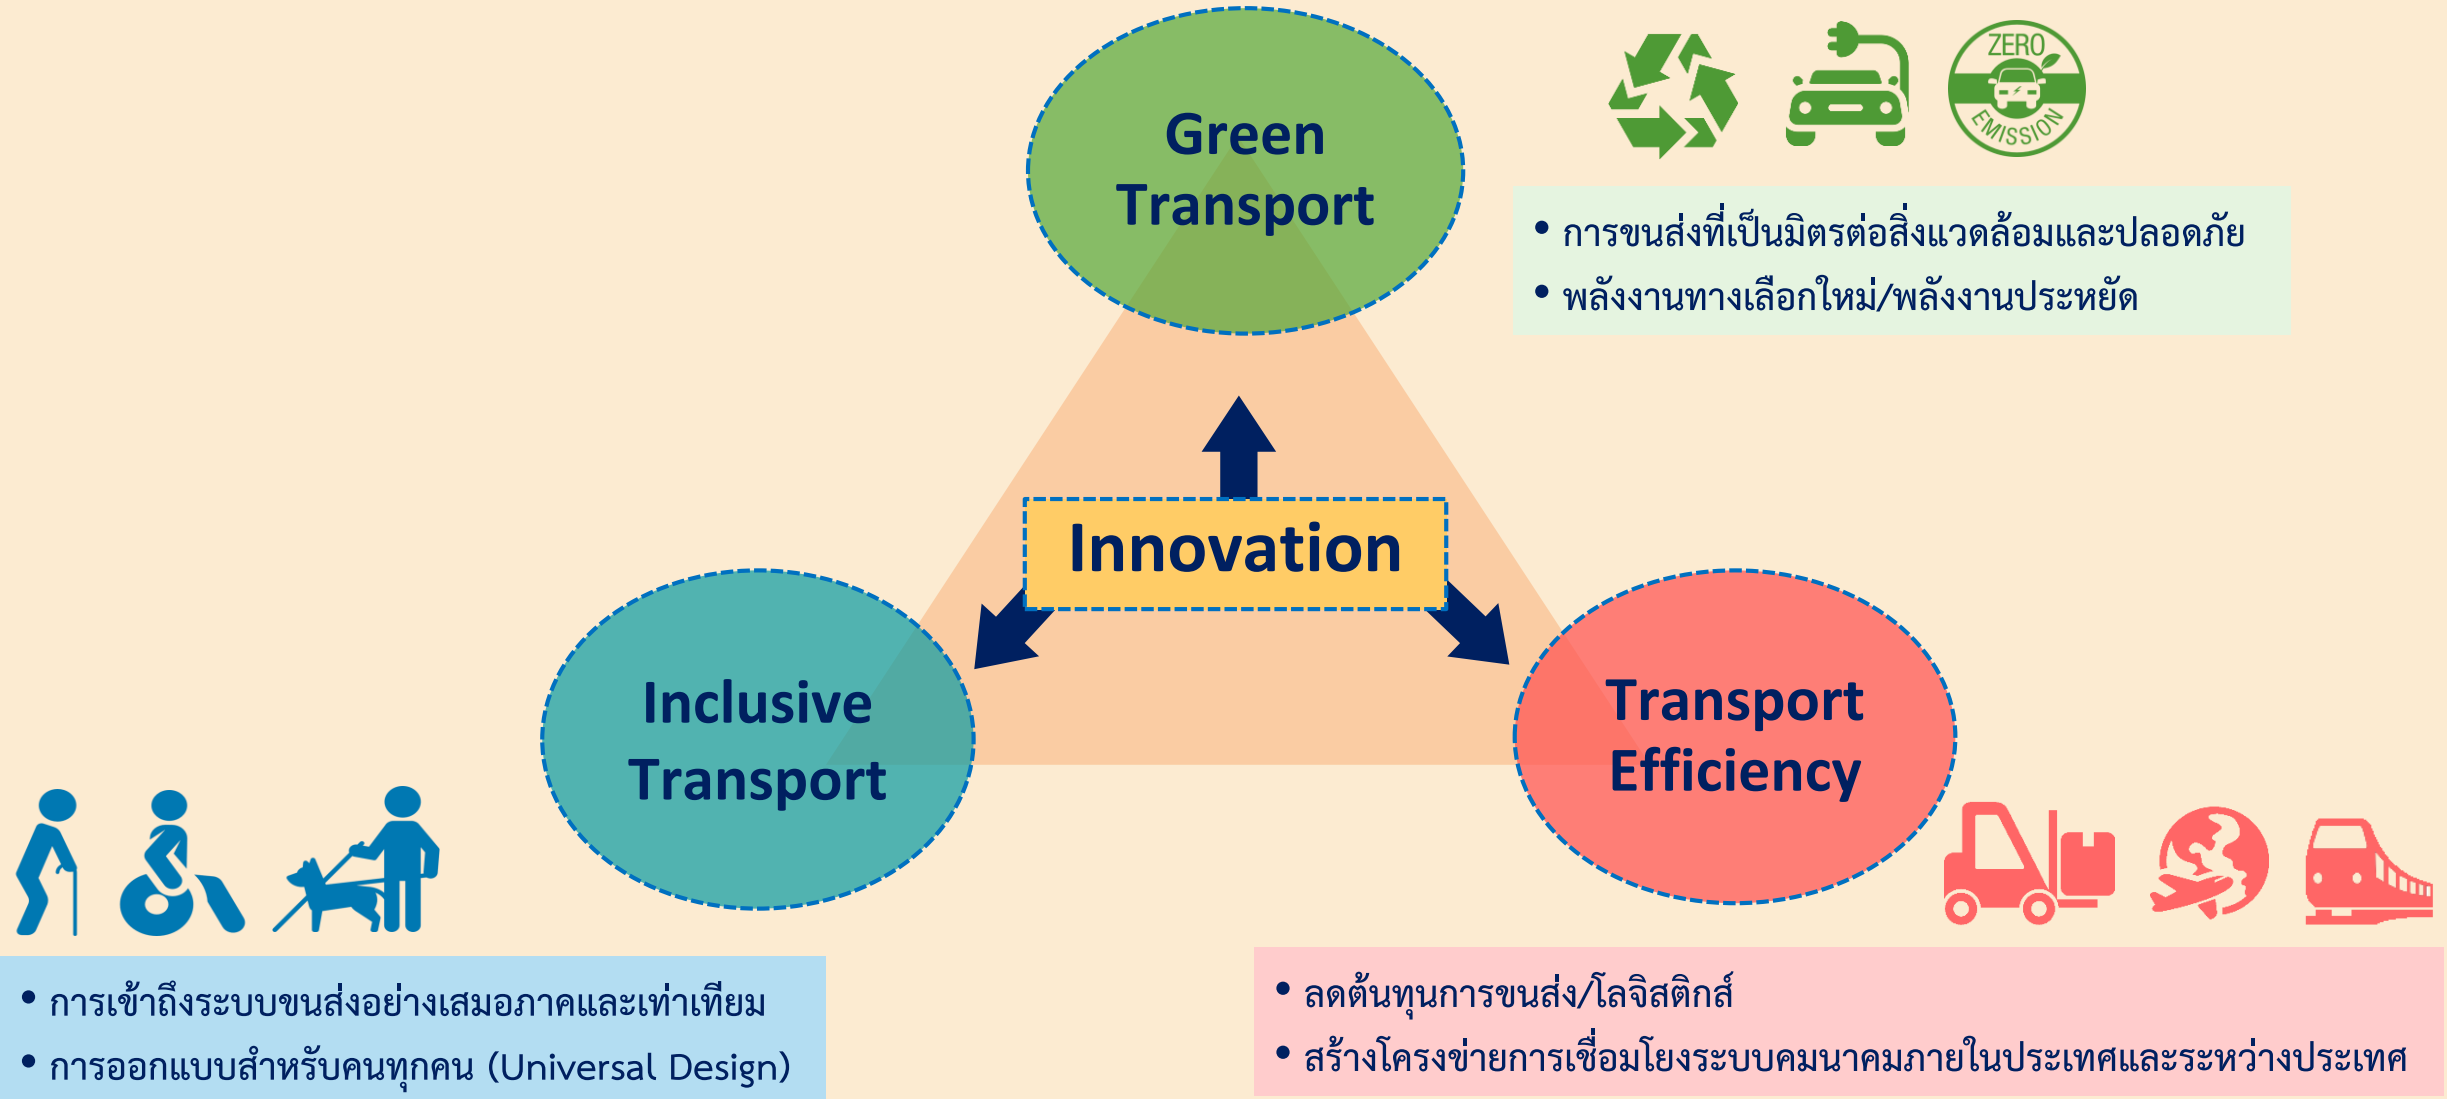 Green
Transport
ZERO
EMISSION
• การขนส่งที่เป็นมิตรต่อสิ่งแวดล้อมและปลอดภัย
• พลังงานทางเลือกใหม่/พลังงานประหยัด
Innovation
Inclusive
Transport
Transport
Efficiency
• การเข้าถึงระบบขนส่งอย่างเสมอภาคและเท่าเทียม
• การออกแบบสำหรับคนทุกคน (Universal Design)
• ลดต้นทุนการขนส่ง/โลจิสติกส์
• สร้างโครงข่ายการเชื่อมโยงระบบคมนาคมภายในประเทศและระหว่างประเทศ